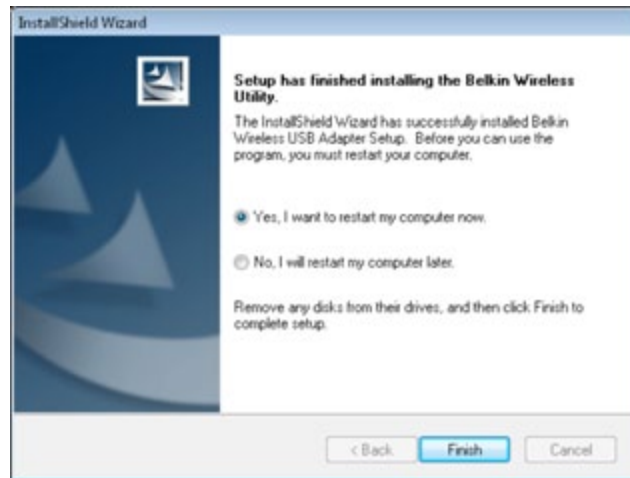 InstallShield Wizard
Setup has finished installing the Belkin Wireless
Utility.
The InstallShield Wizard has successfully installed Belkin
Wireless USB Adapter Setup. Before you can use the
program, you must restart your computer.
Yes, I want to restart my computer now.
No, I will restart my computer later.
Remove any disks from their drives, and then click Finish to
complete setup.
< Back Finish Cancel